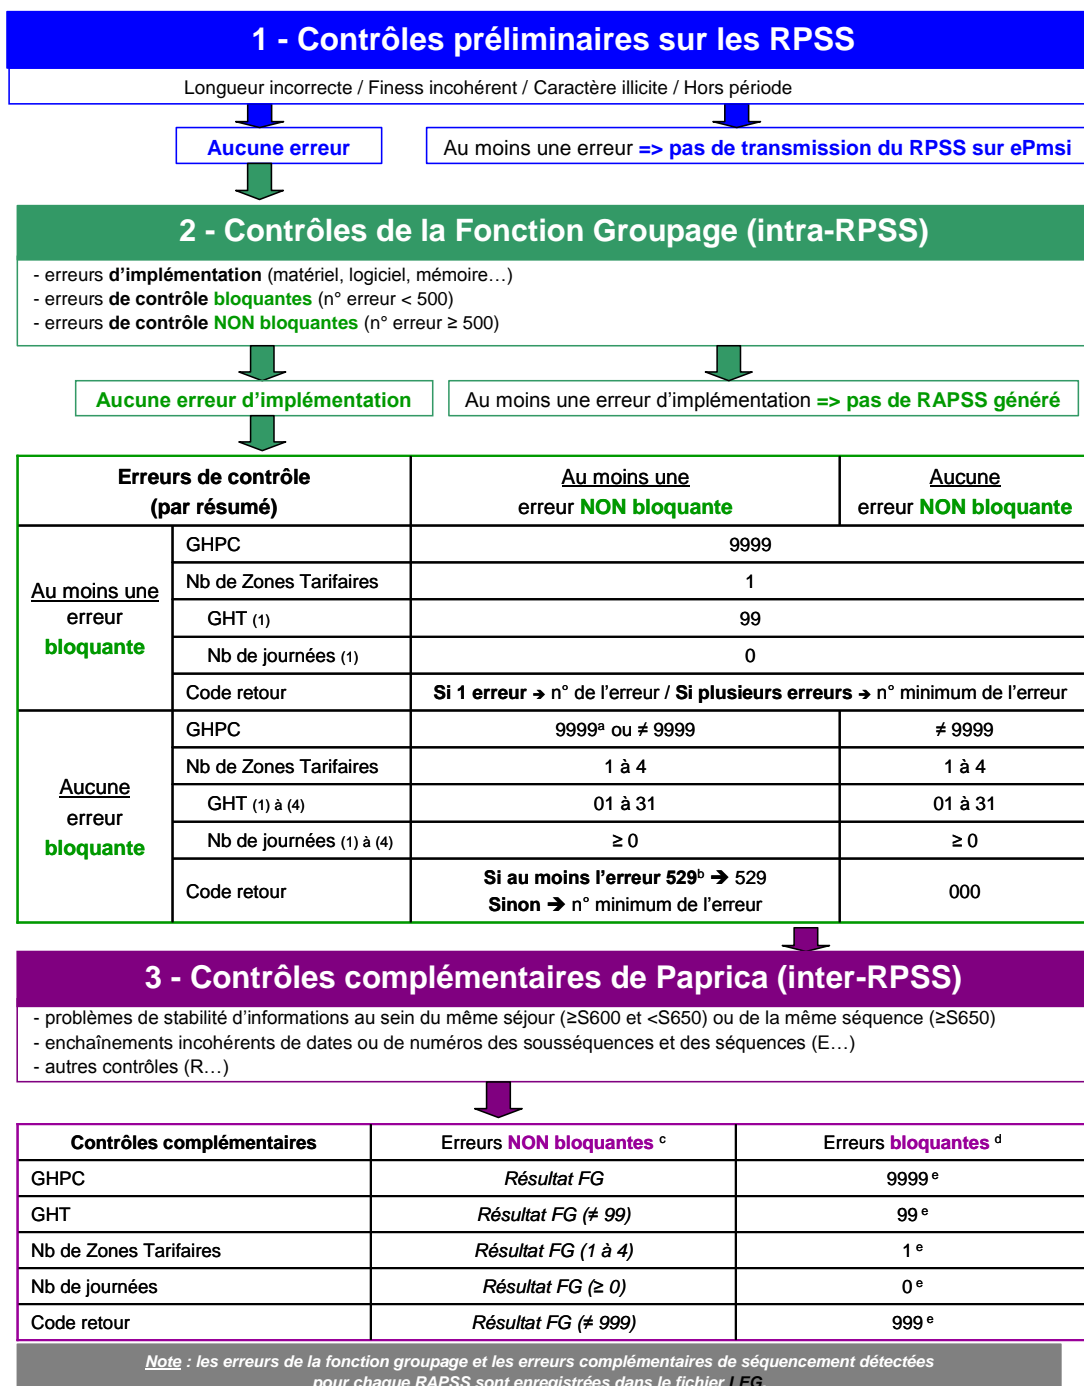 1 - Contrôles préliminaires sur les RPSS
Longueur incorrecte / Finess incohérent / Caractère illicite / Hors période
Aucune erreur
Au moins une erreur => pas de transmission du RPSS sur ePmsi
2 - Contrôles de la Fonction Groupage (intra-RPSS)
- erreurs d'implémentation (matériel, logiciel, mémoire…)
- erreurs de contrôle bloquantes (n° erreur < 500)
- erreurs de contrôle NON bloquantes (n° erreur ≥ 500)
Aucune erreur d'implémentation
Au moins une erreur d'implémentation => pas de RAPSS généré
Erreurs de contrôle
(par résumé)
Au moins une
erreur NON bloquante
Aucune
erreur NON bloquante
Au moins une
erreur
bloquante
GHPC
9999
Nb de Zones Tarifaires
1
GHT (1)
99
Nb de journées (1)
0
Code retour
Si 1 erreur → n° de l'erreur / Si plusieurs erreurs → n° minimum de l'erreur
Aucune
erreur
bloquante
GHPC
9999ᵃ ou ≠ 9999
≠ 9999
Nb de Zones Tarifaires
1 à 4
1 à 4
GHT (1) à (4)
01 à 31
01 à 31
Nb de journées (1) à (4)
≥ 0
≥ 0
Code retour
Si au moins l'erreur 529ᵇ ➔ 529
Sinon ➔ n° minimum de l'erreur
000
3 - Contrôles complémentaires de Paprica (inter-RPSS)
- problèmes de stabilité d'informations au sein du même séjour (≥S600 et <S650) ou de la même séquence (≥S650)
- enchaînements incohérents de dates ou de numéros des sousséquences et des séquences (E…)
- autres contrôles (R…)
Contrôles complémentaires
Erreurs NON bloquantes ᶜ
Erreurs bloquantes ᵈ
GHPC
Résultat FG
9999 ᵉ
GHT
Résultat FG (≠ 99)
99 ᵉ
Nb de Zones Tarifaires
Résultat FG (1 à 4)
1 ᵉ
Nb de journées
Résultat FG (≥ 0)
0 ᵉ
Code retour
Résultat FG (≠ 999)
999 ᵉ
Note : les erreurs de la fonction groupage et les erreurs complémentaires de séquencement détectées
pour chaque RAPSS sont enregistrées dans le fichier LEG